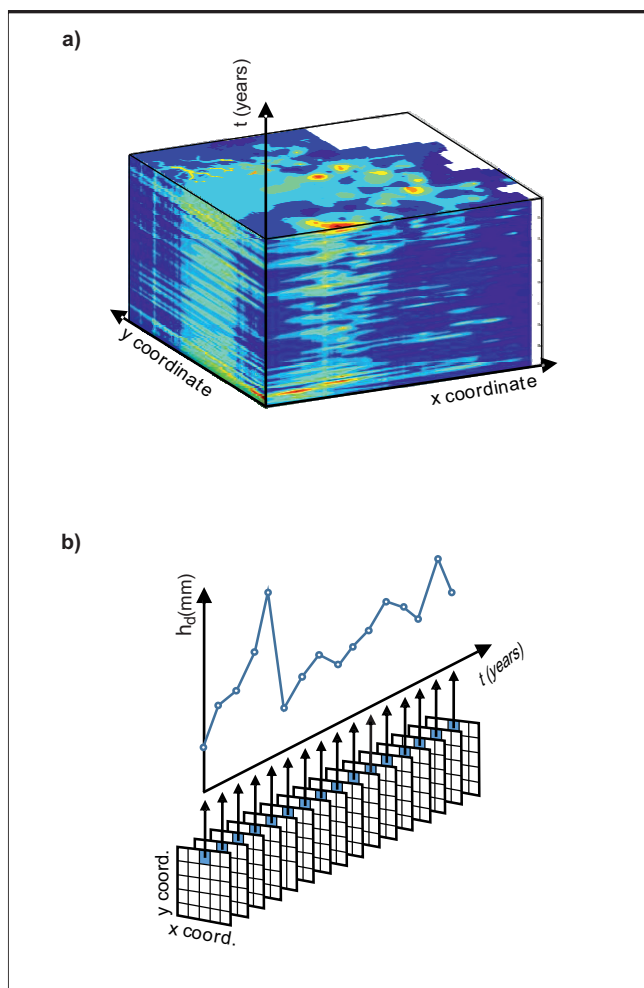 a)
t (years)
y coordinate
x coordinate
b)
h_d(mm)
t (years)
y coord.
x coord.